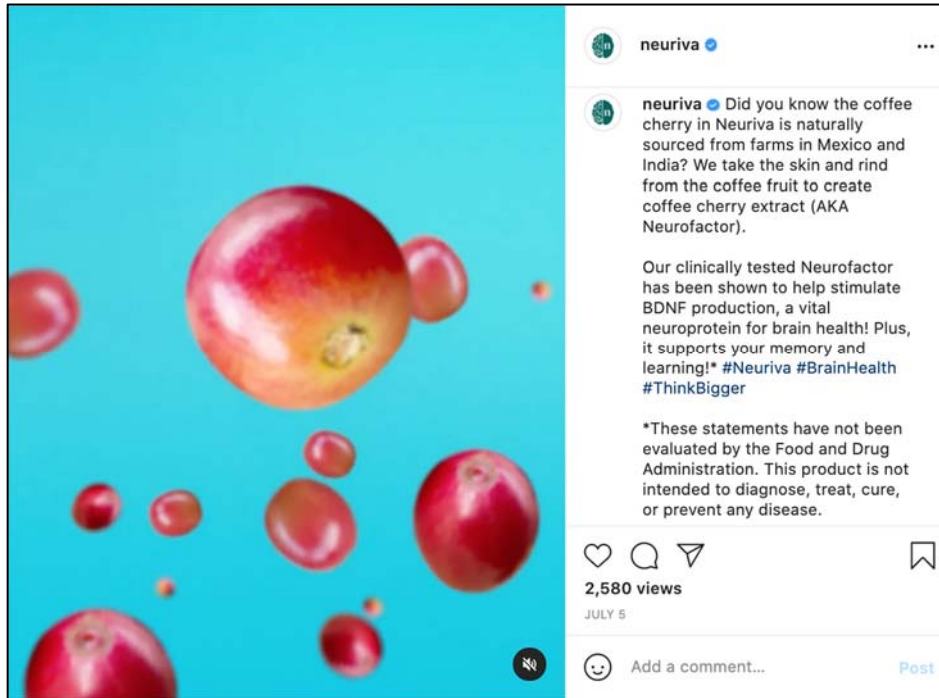 neuriva
neuriva Did you know the coffee
cherry in Neuriva is naturally
sourced from farms in Mexico and
India? We take the skin and rind
from the coffee fruit to create
coffee cherry extract (AKA
Neurofactor).
Our clinically tested Neurofactor
has been shown to help stimulate
BDNF production, a vital
neuroprotein for brain health! Plus,
it supports your memory and
learning!* #Neuriva #BrainHealth
#ThinkBigger
*These statements have not been
evaluated by the Food and Drug
Administration. This product is not
intended to diagnose, treat, cure,
or prevent any disease.
2,580 views
JULY 5
Add a comment...
Post